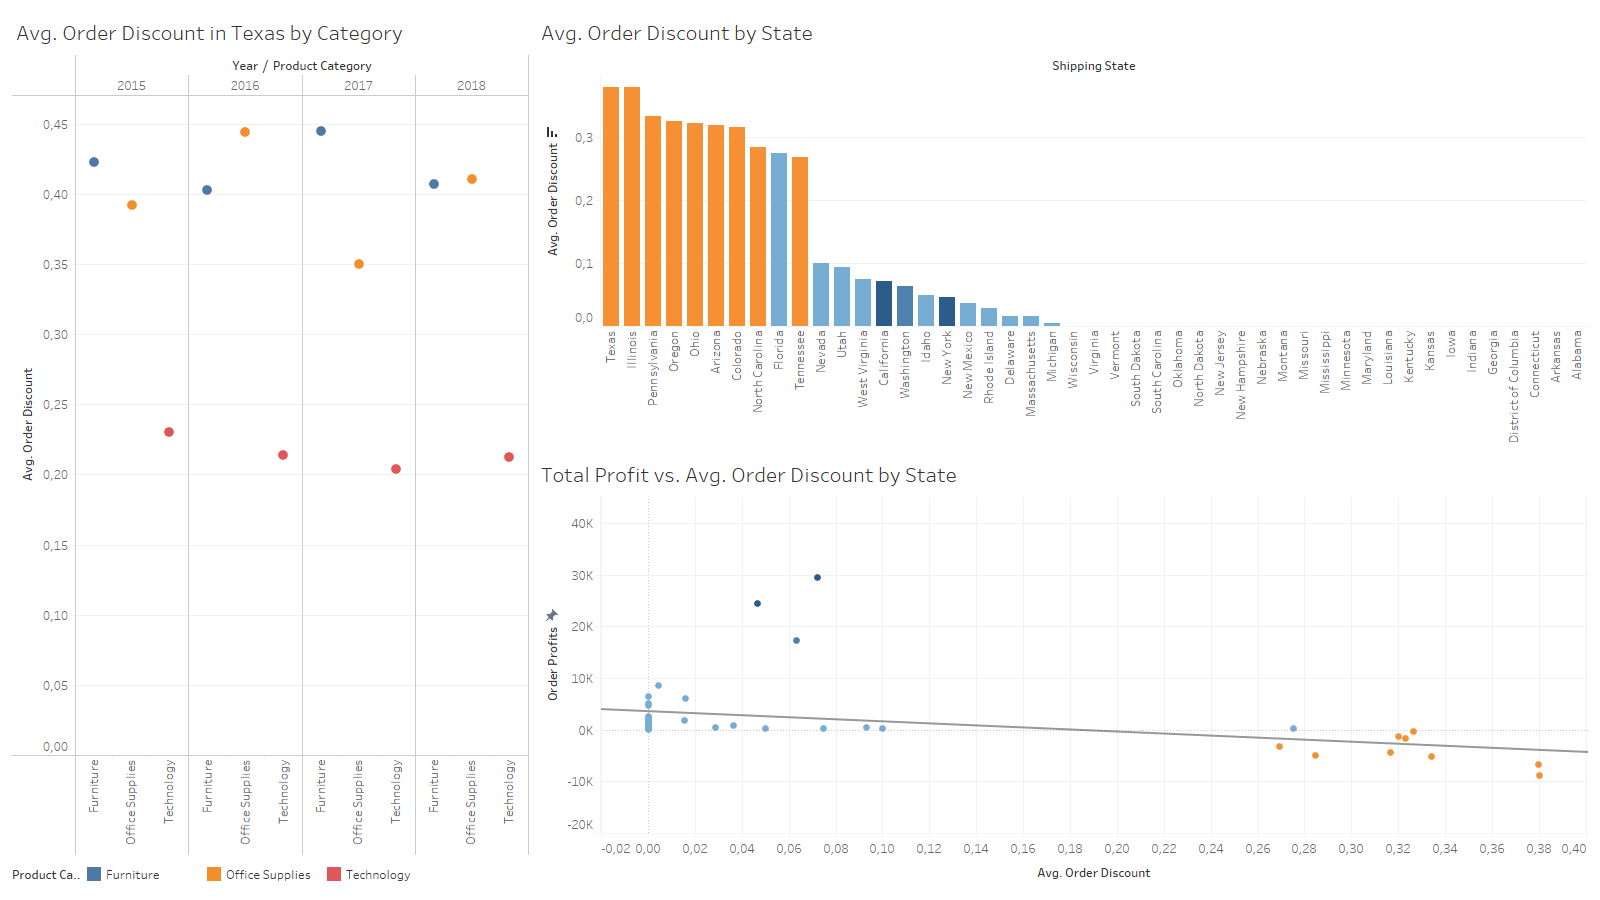 Avg. Order Discount in Texas by Category
Year / Product Category
2015 2016 2017 2018
Avg. Order Discount
0,45
0,40
0,35
0,30
0,25
0,20
0,15
0,10
0,05
0,00
Furniture Office Supplies Technology Furniture Office Supplies Technology Furniture Office Supplies Technology Furniture Office Supplies Technology
Product Ca.. Furniture Office Supplies Technology
Avg. Order Discount by State
Shipping State
Avg. Order Discount
0,3
0,2
0,1
0,0
Texas Illinois Pennsylvania Oregon Ohio Arizona Colorado North Carolina Florida Tennessee Nevada Utah West Virginia California Washington Idaho New York New Mexico Rhode Island Delaware Massachusetts Michigan Wisconsin Virginia Vermont South Dakota South Carolina Oklahoma North Dakota New Jersey New Hampshire Nebraska Montana Missouri Mississippi Minnesota Maryland Louisiana Kentucky Kansas Iowa Indiana Georgia District of Columbia Connecticut Arkansas Alabama
Total Profit vs. Avg. Order Discount by State
Order Profits
40K
30K
20K
10K
0K
-10K
-20K
-0,02 0,00 0,02 0,04 0,06 0,08 0,10 0,12 0,14 0,16 0,18 0,20 0,22 0,24 0,26 0,28 0,30 0,32 0,34 0,36 0,38 0,40
Avg. Order Discount